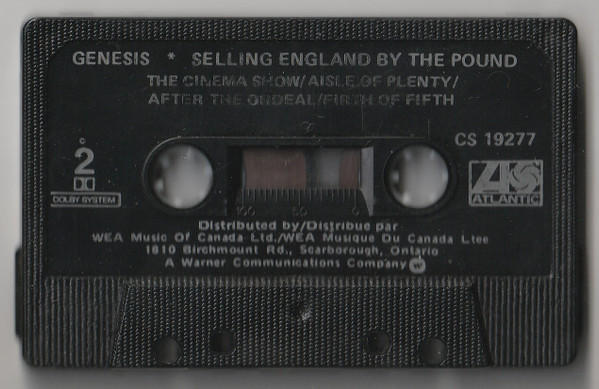 GENESIS * SELLING ENGLAND BY THE POUND
THE CINEMA SHOW/AISLE OF PLENTY/
AFTER THE ORDEAL/FIRTH OF FIFTH
C
2
DOLBY SYSTEM
CS 19277
ATLANTIC
100 50 0
Distributed by/Distribue par
WEA Music Of Canada Ltd./WEA Musique Du Canada Ltee
1810 Birchmount Rd., Scarborough, Ontario
A Warner Communications Company